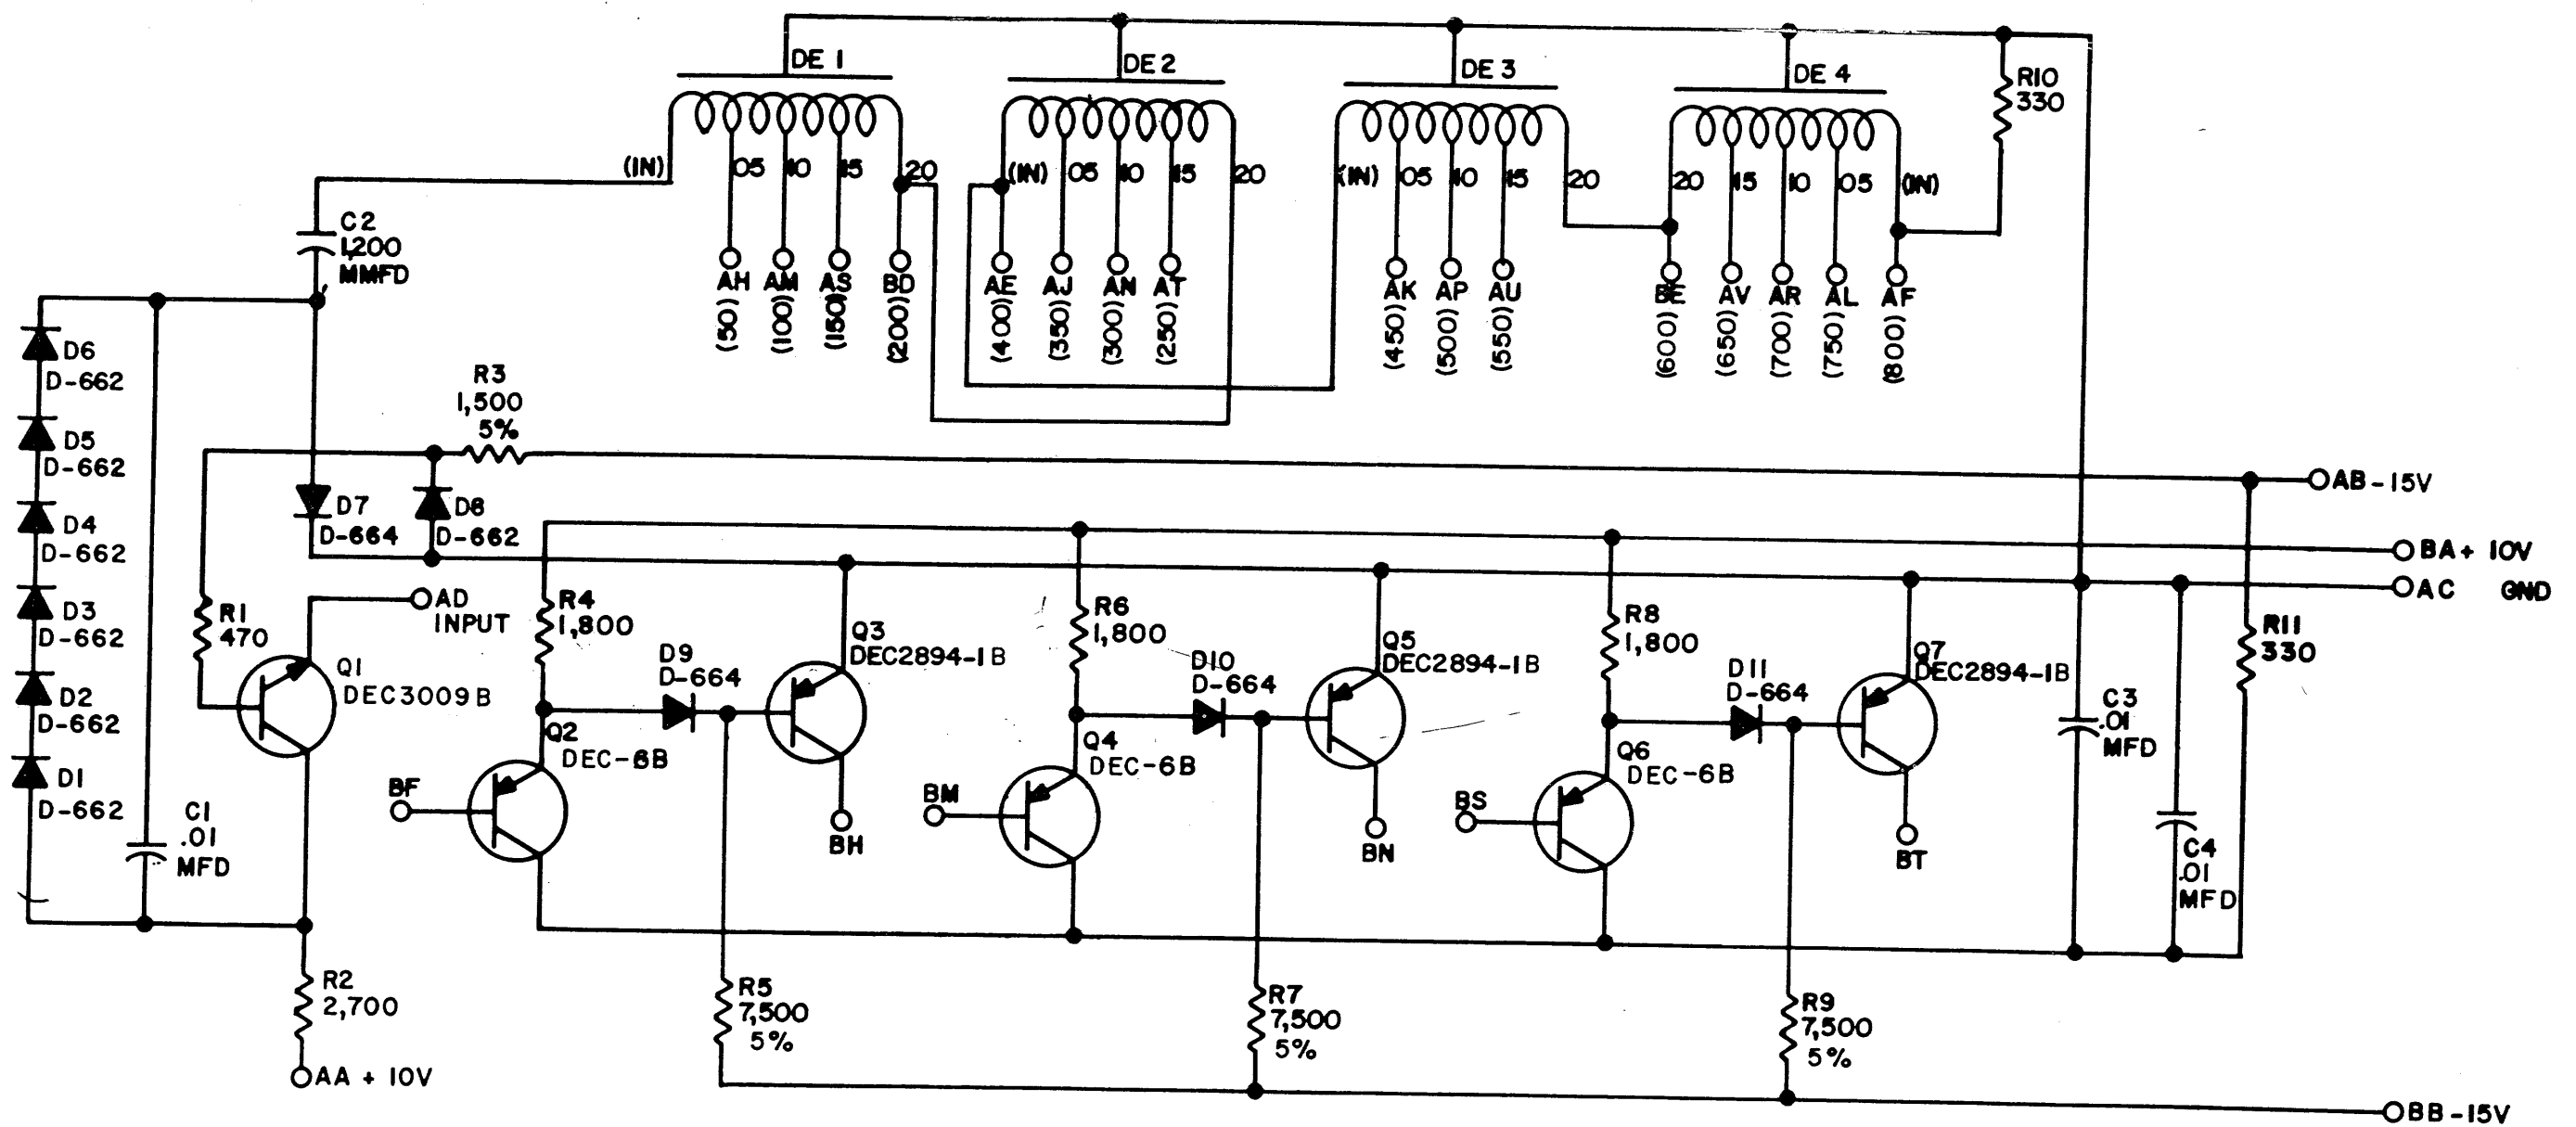 DE 1
DE 2
DE 3
DE 4
R10
330
(IN)
05
10
15
20
(IN)
05
10
15
20
(IN)
05
10
15
20
20
15
10
05
(IN)
C2
1,200
MMFD
AH
(50)
AM
(100)
AS
(150)
BD
(200)
AE
(400)
AJ
(350)
AN
(300)
AT
(250)
AK
(450)
AP
(500)
AU
(550)
BE
(600)
AV
(650)
AR
(700)
AL
(750)
AF
(800)
D6
D-662
D5
D-662
D4
D-662
D3
D-662
D2
D-662
D1
D-662
R3
1,500
5%
D7
D-664
D8
D-662
AB -15V
BA + 10V
AC GND
R1
470
AD
INPUT
Q1
DEC3009B
C1
.01
MFD
R2
2,700
AA + 10V
R4
1,800
D9
D-664
Q3
DEC2894-1B
Q2
DEC-6B
BF
BH
R5
7,500
5%
R6
1,800
D10
D-664
Q5
DEC2894-1B
Q4
DEC-6B
BM
BN
R7
7,500
5%
R8
1,800
D11
D-664
Q7
DEC2894-1B
Q6
DEC-6B
BS
BT
R9
7,500
5%
C3
.01
MFD
C4
.01
MFD
R11
330
BB -15V